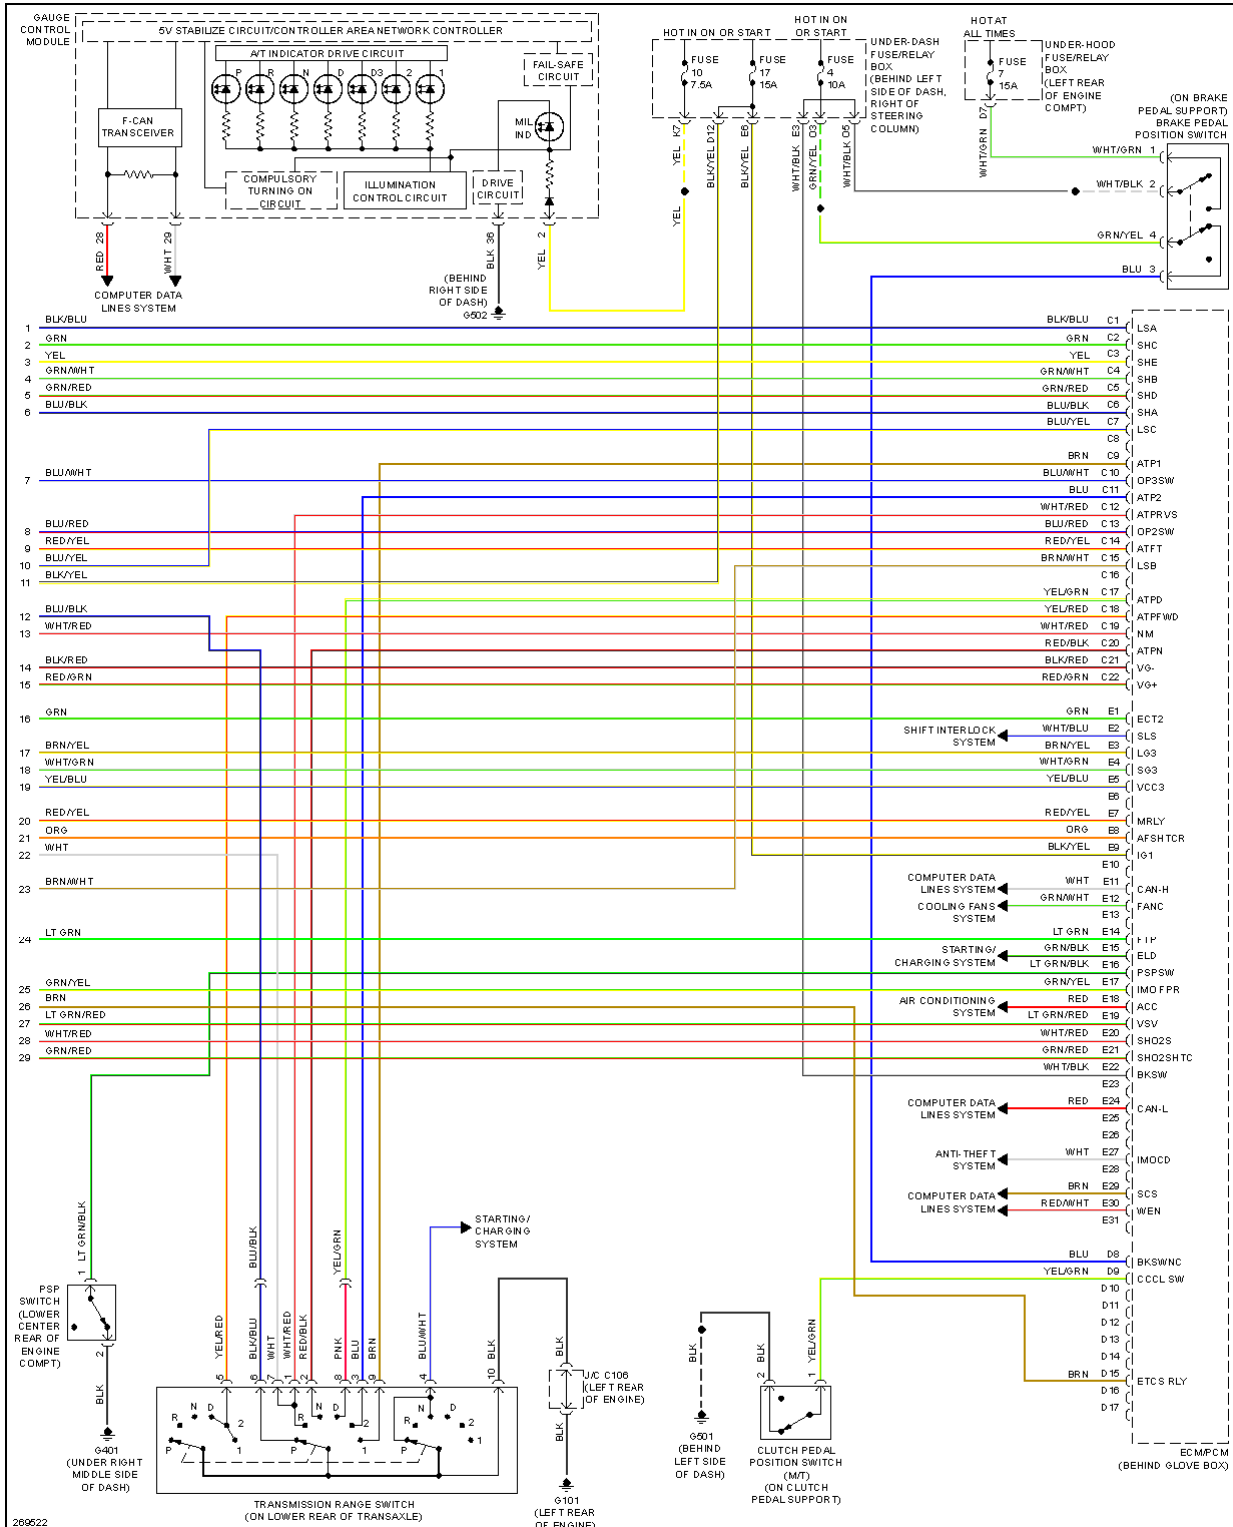 GAUGE
CONTROL
MODULE
5V STABILIZE CIRCUIT/CONTROLLER AREA NETWORK CONTROLLER
A/T INDICATOR DRIVE CIRCUIT
P R N D D3 2 1
FAIL-SAFE
CIRCUIT
F-CAN
TRANSCEIVER
MIL
IND
COMPULSORY
TURNING ON
CIRCUIT
ILLUMINATION
CONTROL CIRCUIT
DRIVE
CIRCUIT
RED 28
WHT 29
BLK 36
YEL 2
COMPUTER DATA
LINES SYSTEM
(BEHIND
RIGHT SIDE
OF DASH)
G502
HOT IN ON OR START
HOT IN ON
OR START
FUSE
10
7.5A
FUSE
17
15A
FUSE
4
10A
UNDER-DASH
FUSE/RELAY
BOX
(BEHIND LEFT
SIDE OF DASH,
RIGHT OF
STEERING
COLUMN)
HOT AT
ALL TIMES
FUSE
7
15A
UNDER-HOOD
FUSE/RELAY
BOX
(LEFT REAR
OF ENGINE
COMPT)
YEL K7
YEL
BLK/YEL D12
BLK/YEL E6
WHT/BLK E3
GRN/YEL O3
WHT/BLK O5
WHT/GRN D7
(ON BRAKE
PEDAL SUPPORT)
BRAKE PEDAL
POSITION SWITCH
WHT/GRN 1
WHT/BLK 2
GRN/YEL 4
BLU 3
1 BLK/BLU
2 GRN
3 YEL
4 GRN/WHT
5 GRN/RED
6 BLU/BLK
7 BLU/WHT
8 BLU/RED
9 RED/YEL
10 BLU/YEL
11 BLK/YEL
12 BLU/BLK
13 WHT/RED
14 BLK/RED
15 RED/GRN
16 GRN
17 BRN/YEL
18 WHT/GRN
19 YEL/BLU
20 RED/YEL
21 ORG
22 WHT
23 BRN/WHT
24 LT GRN
25 GRN/YEL
26 BRN
27 LT GRN/RED
28 WHT/RED
29 GRN/RED
BLK/BLU C1 LSA
GRN C2 SHC
YEL C3 SHE
GRN/WHT C4 SHB
GRN/RED C5 SHD
BLU/BLK C6 SHA
BLU/YEL C7 LSC
C8
BRN C9 ATP1
BLU/WHT C10 OP3SW
BLU C11 ATP2
WHT/RED C12 ATPRVS
BLU/RED C13 OP2SW
RED/YEL C14 ATFT
BRN/WHT C15 LSB
C16
YEL/GRN C17 ATPD
YEL/RED C18 ATPFWD
WHT/RED C19 NM
RED/BLK C20 ATPN
BLK/RED C21 VG-
RED/GRN C22 VG+
GRN E1 ECT2
SHIFT INTERLOCK
SYSTEM
WHT/BLU E2 SLS
BRN/YEL E3 LG3
WHT/GRN E4 SG3
YEL/BLU E5 VCC3
E6
RED/YEL E7 MRLY
ORG E8 AFSHTCR
BLK/YEL E9 IG1
E10
COMPUTER DATA
LINES SYSTEM
WHT E11 CAN-H
COOLING FANS
SYSTEM
GRN/WHT E12 FANC
E13
LT GRN E14 FTP
STARTING/
CHARGING SYSTEM
GRN/BLK E15 ELD
LT GRN/BLK E16 PSPSW
GRN/YEL E17 IMOFPR
AIR CONDITIONING
SYSTEM
RED E18 ACC
LT GRN/RED E19 VSV
WHT/RED E20 SHO2S
GRN/RED E21 SHO2SHTC
WHT/BLK E22 BKSW
E23
COMPUTER DATA
LINES SYSTEM
RED E24 CAN-L
E25
E26
ANTI-THEFT
SYSTEM
WHT E27 IMOCD
E28
COMPUTER DATA
LINES SYSTEM
BRN E29 SCS
RED/WHT E30 WEN
E31
BLU D8 BKSWNC
YEL/GRN D9 CCCL SW
D10
D11
D12
D13
D14
BRN D15 ETCS RLY
D16
D17
ECM/PCM
(BEHIND GLOVE BOX)
LT GRN/BLK
1
PSP
SWITCH
(LOWER
CENTER
REAR OF
ENGINE
COMPT)
2
BLK
G401
(UNDER RIGHT
MIDDLE SIDE
OF DASH)
BLU/BLK
YEL/GRN
STARTING/
CHARGING
SYSTEM
YEL/RED 5
BLK/BLU 6
WHT 7
WHT/RED 1
RED/BLK 2
PNK 8
BLU 3
BRN 9
BLU/WHT 4
BLK 10
P R N D 2 1
P R N D 2 1
P R N D 2 1
TRANSMISSION RANGE SWITCH
(ON LOWER REAR OF TRANSAXLE)
BLK
J/C C106
(LEFT REAR
OF ENGINE)
BLK
G101
(LEFT REAR
OF ENGINE)
BLK
G501
(BEHIND
LEFT SIDE
OF DASH)
BLK 2
YEL/GRN 1
CLUTCH PEDAL
POSITION SWITCH
(M/T)
(ON CLUTCH
PEDAL SUPPORT)
269522